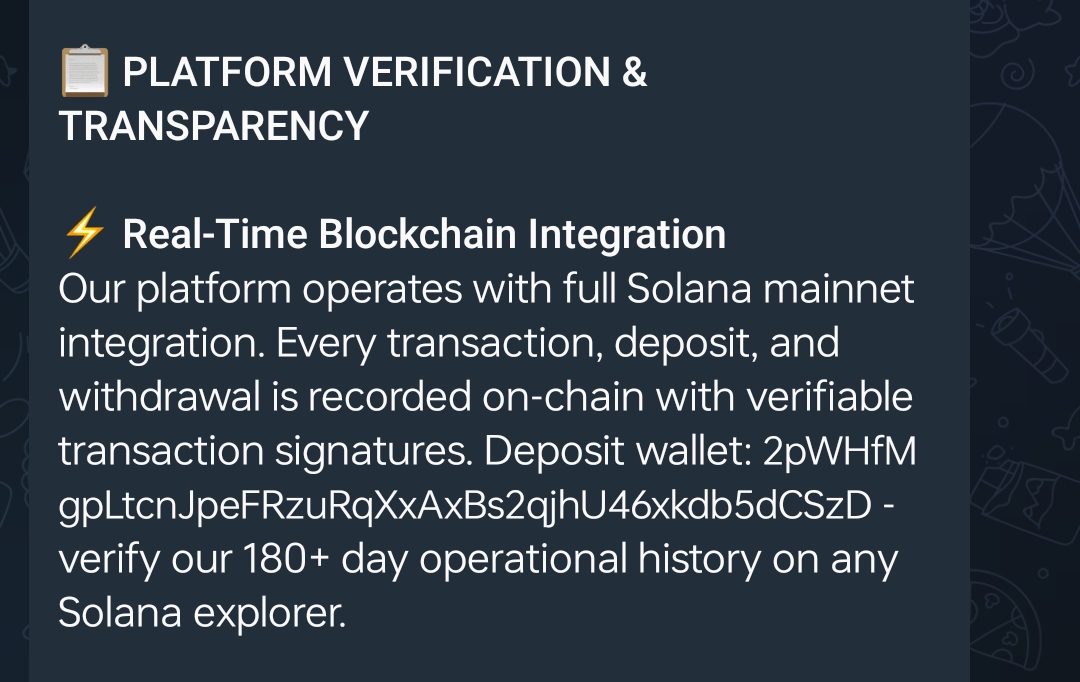 📋 PLATFORM VERIFICATION &
TRANSPARENCY
⚡ Real-Time Blockchain Integration
Our platform operates with full Solana mainnet
integration. Every transaction, deposit, and
withdrawal is recorded on-chain with verifiable
transaction signatures. Deposit wallet: 2pWHfM
gpLtcnJpeFRzuRqXxAxBs2qjhU46xkdb5dCSzD -
verify our 180+ day operational history on any
Solana explorer.